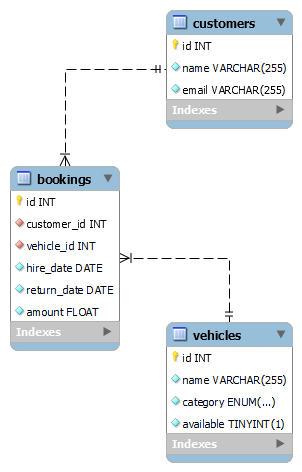 customers
id INT
name VARCHAR(255)
email VARCHAR(255)
Indexes
bookings
id INT
customer_id INT
vehicle_id INT
hire_date DATE
return_date DATE
amount FLOAT
Indexes
vehicles
id INT
name VARCHAR(255)
category ENUM(...)
available TINYINT(1)
Indexes